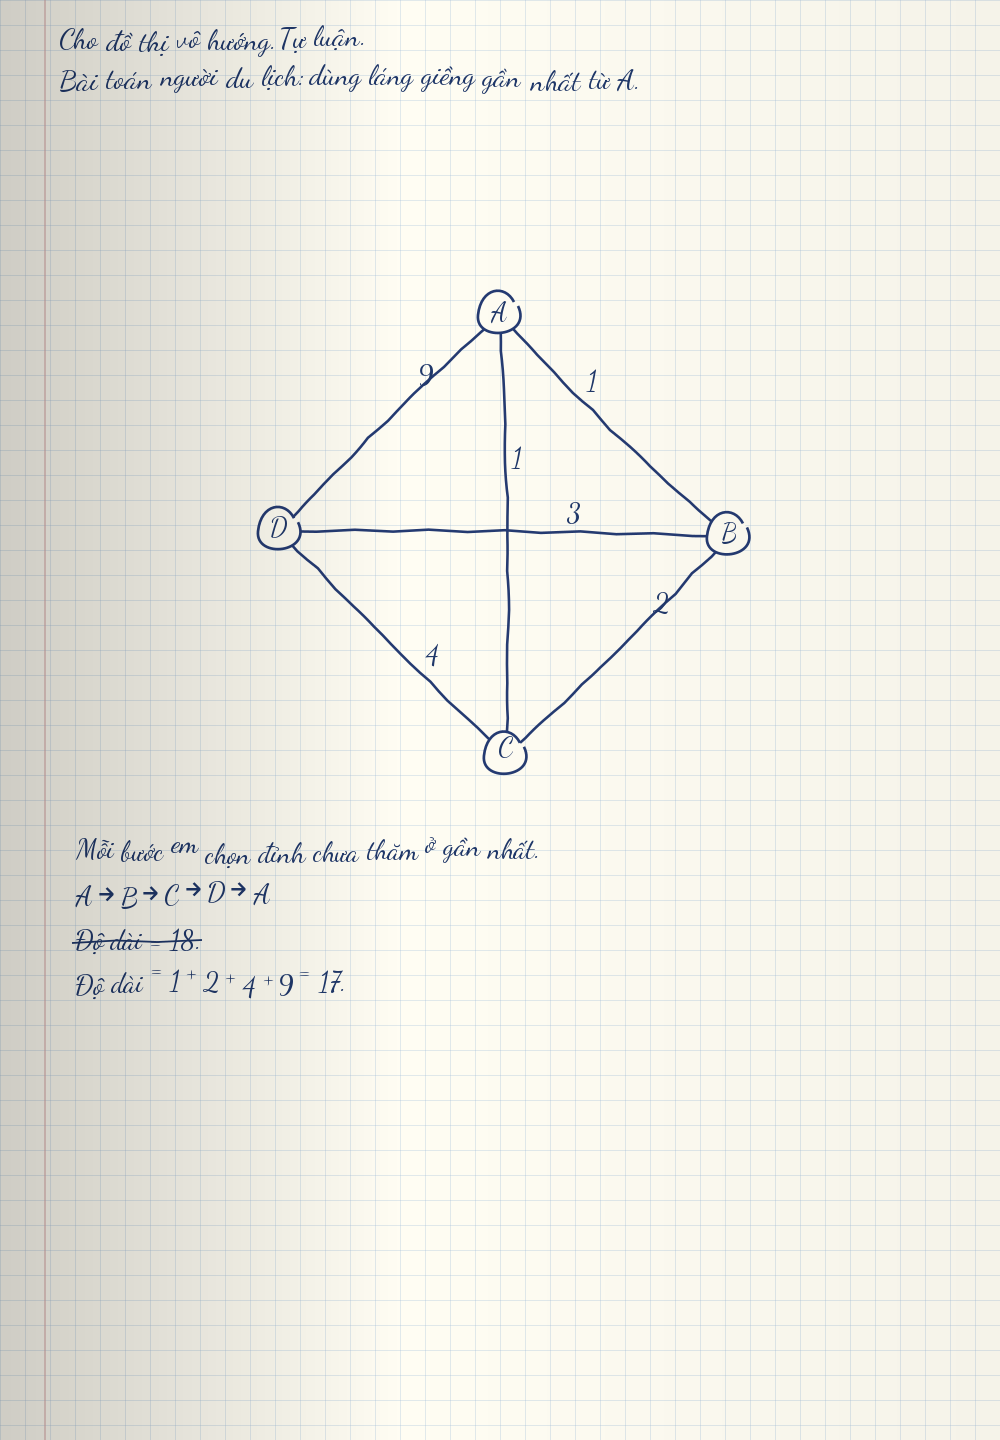 Cho đồ thị vô hướng. Tự luận.
Bài toán người du lịch: dùng láng giềng gần nhất từ A.
A
9
1
1
D
3
B
2
4
C
Mỗi bước em chọn đỉnh chưa thăm ở gần nhất.
A → B → C → D → A
Độ dài = 18.
Độ dài = 1 + 2 + 4 + 9 = 17.